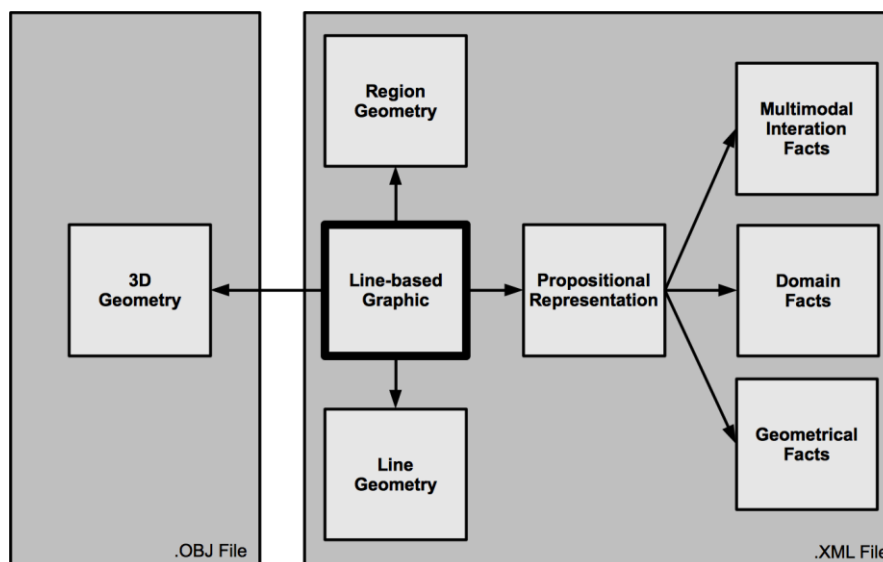 Region
Geometry
Multimodal
Interation
Facts
3D
Geometry
Line-based
Graphic
Propositional
Representation
Domain
Facts
Line
Geometry
Geometrical
Facts
.OBJ File
.XML File